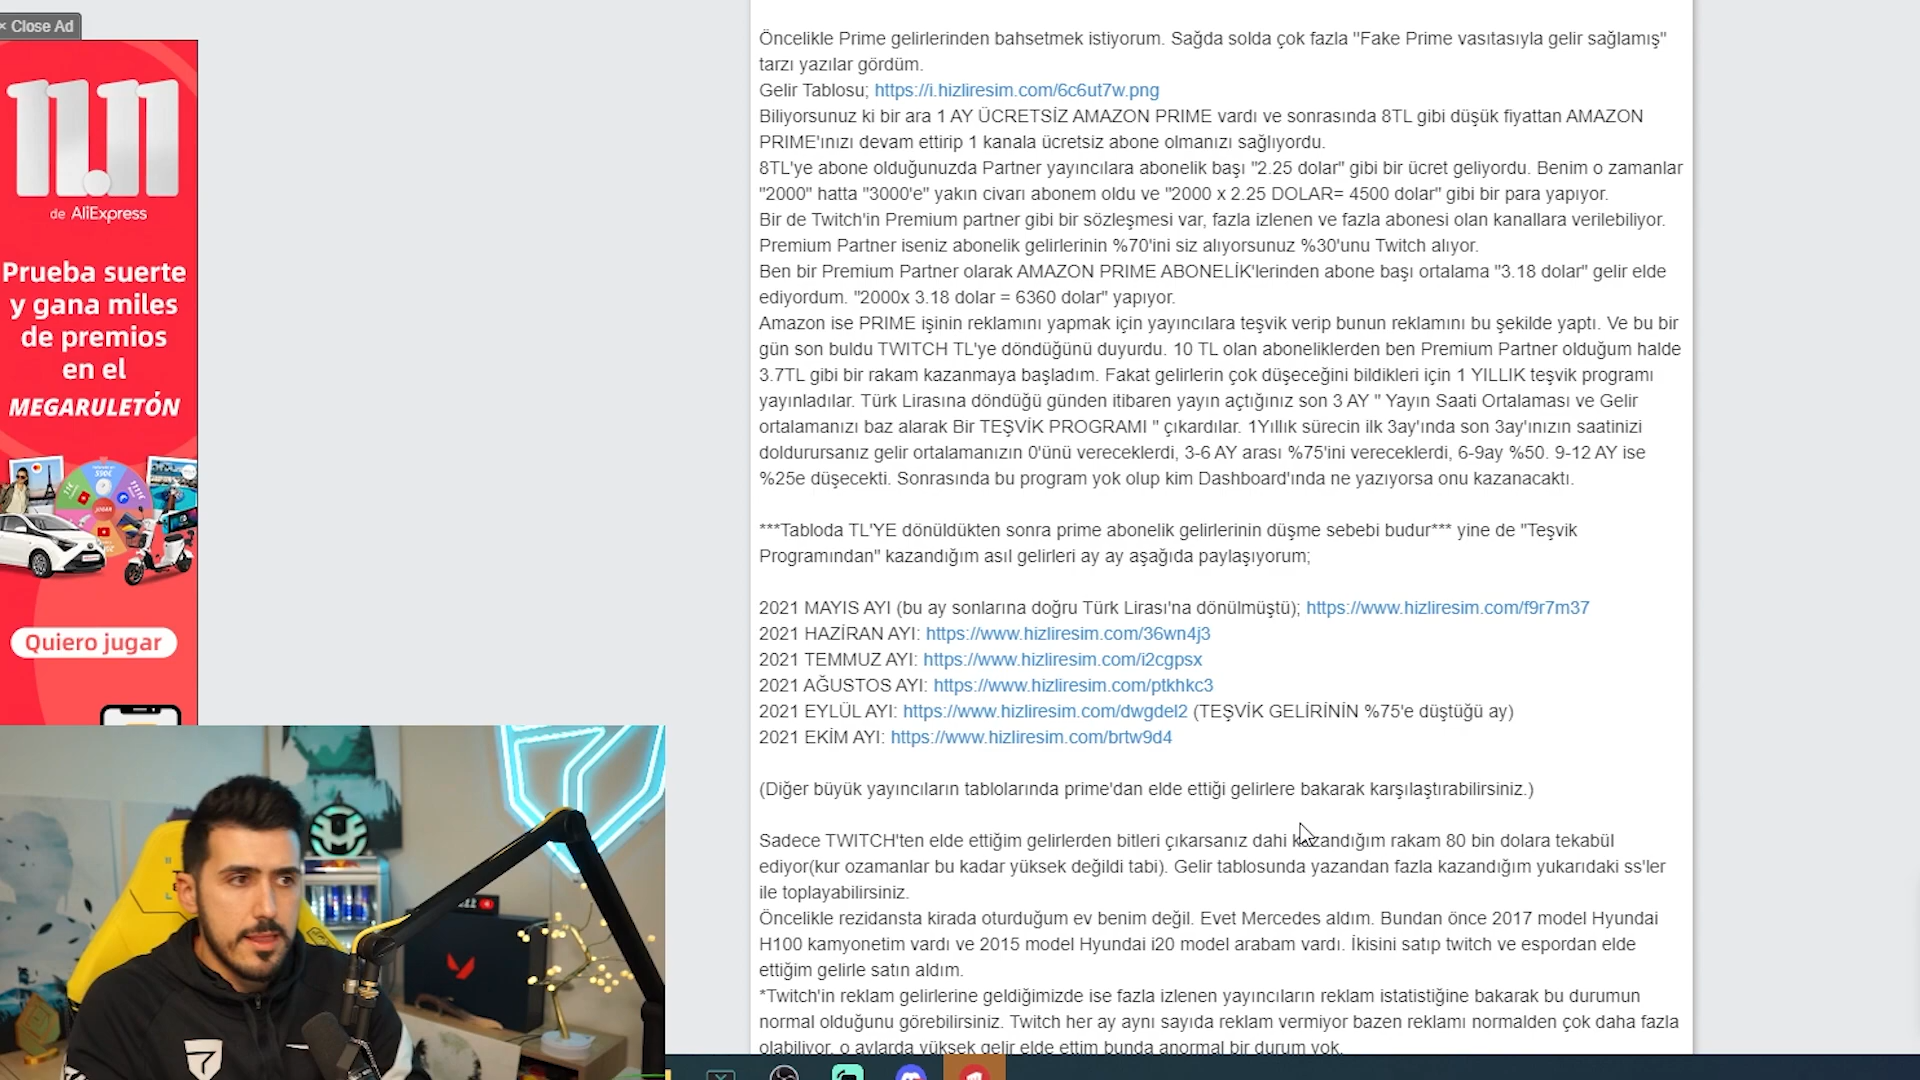 × Close Ad
11.11
de AliExpress
Prueba suerte
y gana miles
de premios
en el
MEGARULETÓN
Quiero jugar
Öncelikle Prime gelirlerinden bahsetmek istiyorum. Sağda solda çok fazla "Fake Prime vasıtasıyla gelir sağlamış"
tarzı yazılar gördüm.
Gelir Tablosu; https://i.hizliresim.com/6c6ut7w.png
Biliyorsunuz ki bir ara 1 AY ÜCRETSİZ AMAZON PRIME vardı ve sonrasında 8TL gibi düşük fiyattan AMAZON
PRIME'ınızı devam ettirip 1 kanala ücretsiz abone olmanızı sağlıyordu.
8TL'ye abone olduğunuzda Partner yayıncılara abonelik başı "2.25 dolar" gibi bir ücret geliyordu. Benim o zamanlar
"2000" hatta "3000'e" yakın civarı abonem oldu ve "2000 x 2.25 DOLAR= 4500 dolar" gibi bir para yapıyor.
Bir de Twitch'in Premium partner gibi bir sözleşmesi var, fazla izlenen ve fazla abonesi olan kanallara verilebiliyor.
Premium Partner iseniz abonelik gelirlerinin %70'ini siz alıyorsunuz %30'unu Twitch alıyor.
Ben bir Premium Partner olarak AMAZON PRIME ABONELİK'lerinden abone başı ortalama "3.18 dolar" gelir elde
ediyordum. "2000x 3.18 dolar = 6360 dolar" yapıyor.
Amazon ise PRIME işinin reklamını yapmak için yayıncılara teşvik verip bunun reklamını bu şekilde yaptı. Ve bu bir
gün son buldu TWITCH TL'ye döndüğünü duyurdu. 10 TL olan aboneliklerden ben Premium Partner olduğum halde
3.7TL gibi bir rakam kazanmaya başladım. Fakat gelirlerin çok düşeceğini bildikleri için 1 YILLIK teşvik programı
yayınladılar. Türk Lirasına döndüğü günden itibaren yayın açtığınız son 3 AY " Yayın Saati Ortalaması ve Gelir
ortalamanızı baz alarak Bir TEŞVİK PROGRAMI " çıkardılar. 1Yıllık sürecin ilk 3ay'ında son 3ay'ınızın saatinizi
doldurursanız gelir ortalamanızın 0'ünü vereceklerdi, 3-6 AY arası %75'ini vereceklerdi, 6-9ay %50. 9-12 AY ise
%25e düşecekti. Sonrasında bu program yok olup kim Dashboard'ında ne yazıyorsa onu kazanacaktı.
***Tabloda TL'YE dönüldükten sonra prime abonelik gelirlerinin düşme sebebi budur*** yine de "Teşvik
Programından" kazandığım asıl gelirleri ay ay aşağıda paylaşıyorum;
2021 MAYIS AYI (bu ay sonlarına doğru Türk Lirası'na dönülmüştü); https://www.hizliresim.com/f9r7m37
2021 HAZİRAN AYI: https://www.hizliresim.com/36wn4j3
2021 TEMMUZ AYI: https://www.hizliresim.com/i2cgpsx
2021 AĞUSTOS AYI: https://www.hizliresim.com/ptkhkc3
2021 EYLÜL AYI: https://www.hizliresim.com/dwgdel2 (TEŞVİK GELİRİNİN %75'e düştüğü ay)
2021 EKİM AYI: https://www.hizliresim.com/brtw9d4
(Diğer büyük yayıncıların tablolarında prime'dan elde ettiği gelirlere bakarak karşılaştırabilirsiniz.)
Sadece TWITCH'ten elde ettiğim gelirlerden bitleri çıkarsanız dahi kazandığım rakam 80 bin dolara tekabül
ediyor(kur ozamanlar bu kadar yüksek değildi tabi). Gelir tablosunda yazandan fazla kazandığım yukarıdaki ss'ler
ile toplayabilirsiniz.
Öncelikle rezidansta kirada oturduğum ev benim değil. Evet Mercedes aldım. Bundan önce 2017 model Hyundai
H100 kamyonetim vardı ve 2015 model Hyundai i20 model arabam vardı. İkisini satıp twitch ve espordan elde
ettiğim gelirle satın aldım.
*Twitch'in reklam gelirlerine geldiğimizde ise fazla izlenen yayıncıların reklam istatistiğine bakarak bu durumun
normal olduğunu görebilirsiniz. Twitch her ay aynı sayıda reklam vermiyor bazen reklamı normalden çok daha fazla
olabiliyor, o aylarda yüksek gelir elde ettim bunda anormal bir durum yok.